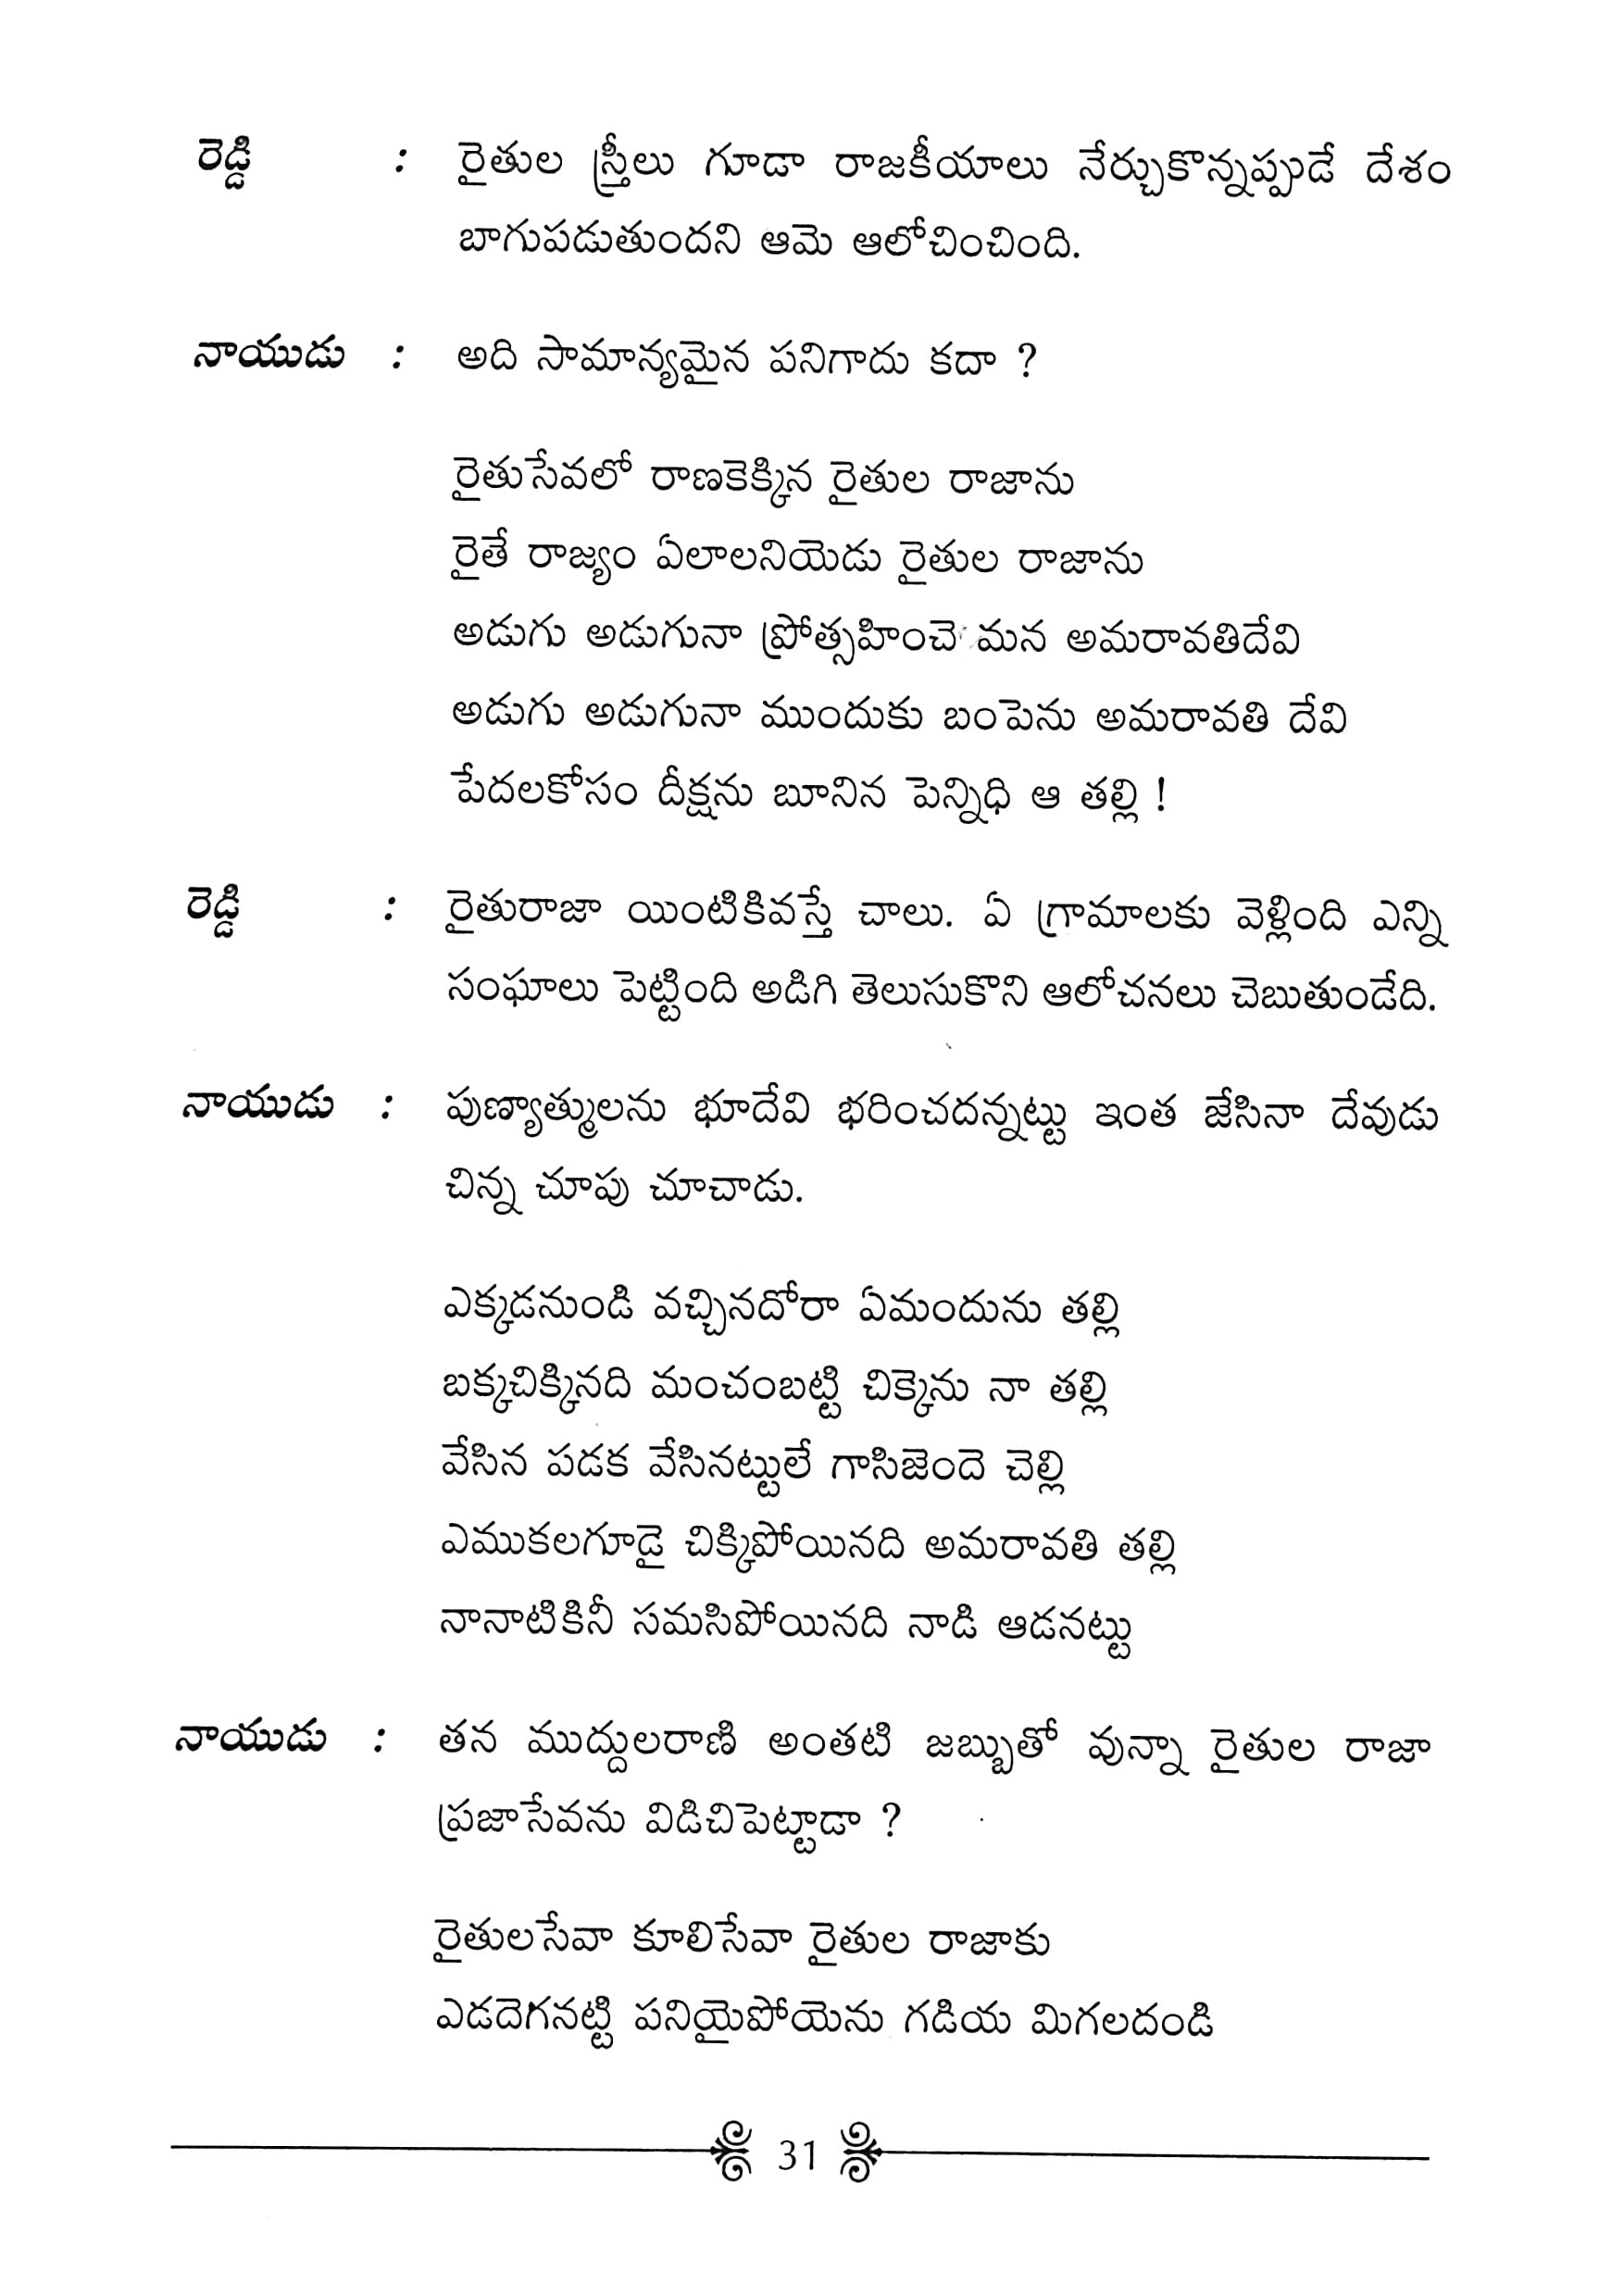 రెడ్డి : రైతుల స్త్రీలు గూడా రాజకీయాలు నేర్చుకొన్నప్పుడే దేశం
బాగుపడుతుందని ఆమె ఆలోచించింది.
నాయుడు : అది సామాన్యమైన పనిగాదు కదా ?
రైతుసేవలో రాణకెక్కిన రైతుల రాజాను
రైతే రాజ్యం ఏలాలనియెడు రైతుల రాజాను
అడుగు అడుగునా ప్రోత్సహించె మన అమరావతిదేవి
అడుగు అడుగునా ముందుకు బంపెను అమరావతి దేవి
పేదలకోసం దీక్షను బూనిన పెన్నిధి ఆ తల్లి !
రెడ్డి : రైతురాజా యింటికివస్తే చాలు. ఏ గ్రామాలకు వెళ్లింది ఎన్ని
సంఘాలు పెట్టింది అడిగి తెలుసుకొని ఆలోచనలు చెబుతుండేది.
నాయుడు : పుణ్యాత్ములను భూదేవి భరించదన్నట్టు ఇంత జేసినా దేవుడు
చిన్న చూపు చూచాడు.
ఎక్కడనుండి వచ్చినదోరా ఏమందును తల్లి
బక్కచిక్కినది మంచంబట్టి చిక్కెను నా తల్లి
వేసిన పడక వేసినట్టులే గాసిజెందె చెల్లి
ఎముకలగూడై చిక్కిపోయినది అమరావతి తల్లి
నానాటికినీ సమసిపోయినది నాడి ఆడనట్టు
నాయుడు : తన ముద్దులరాణి అంతటి జబ్బుతో వున్నా రైతుల రాజా
ప్రజాసేవను విడిచిపెట్టాడా ?
రైతులసేవా కూలిసేవా రైతుల రాజాకు
ఎడదెగనట్టి పనియైపోయెను గడియ మిగలదండి
31